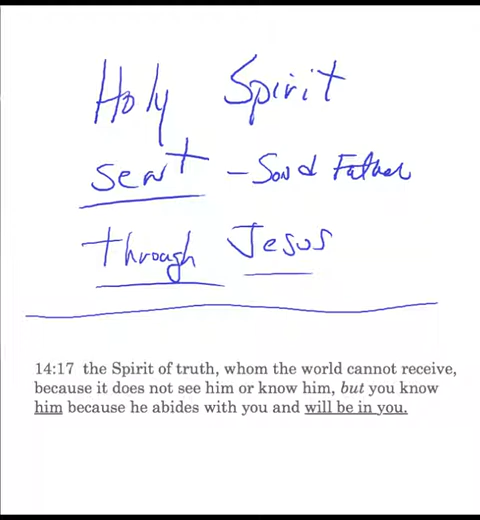 Holy Spirit
sent - Son d Father
through Jesus
14:17 the Spirit of truth, whom the world cannot receive,
because it does not see him or know him, but you know
him because he abides with you and will be in you.